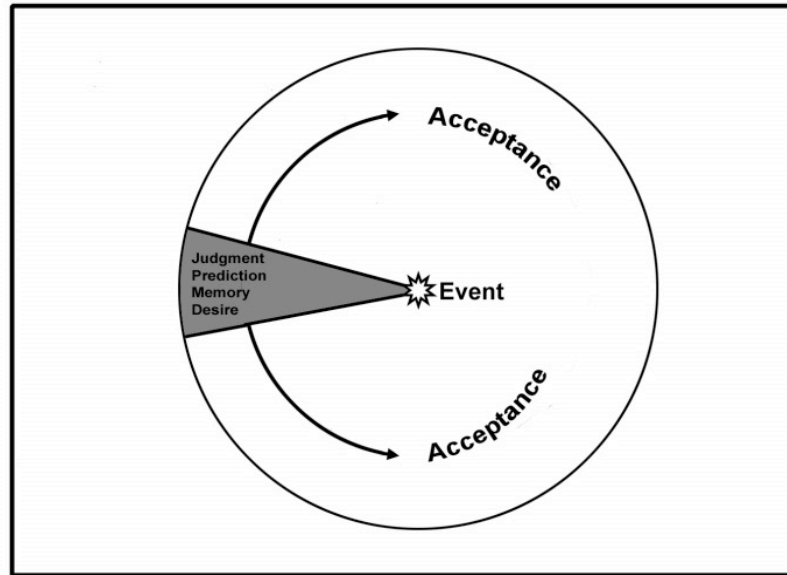 Acceptance
Judgment
Prediction
Memory
Desire
Event
Acceptance